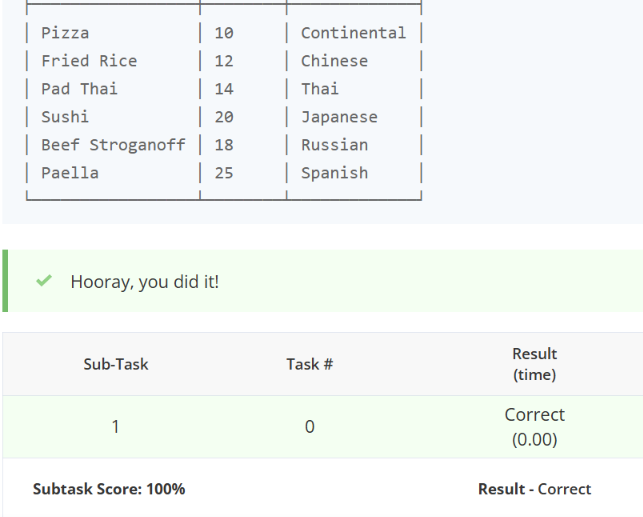 Pizza 10 Continental
Fried Rice 12 Chinese
Pad Thai 14 Thai
Sushi 20 Japanese
Beef Stroganoff 18 Russian
Paella 25 Spanish
Hooray, you did it!
Sub-Task Task # Result (time)
1 0 Correct (0.00)
Subtask Score: 100% Result - Correct